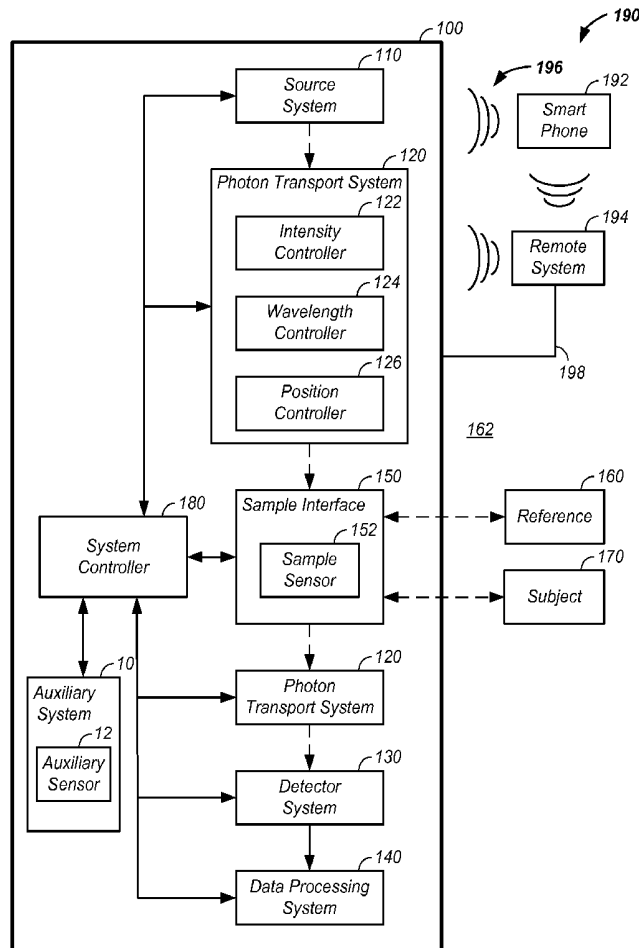 100
190
110
Source
System
196
192
Smart
Phone
120
Photon Transport System
122
Intensity
Controller
194
Remote
System
124
Wavelength
Controller
126
Position
Controller
198
162
150
Sample Interface
152
Sample
Sensor
160
Reference
180
System
Controller
170
Subject
10
Auxiliary
System
12
Auxiliary
Sensor
120
Photon
Transport System
130
Detector
System
140
Data Processing
System